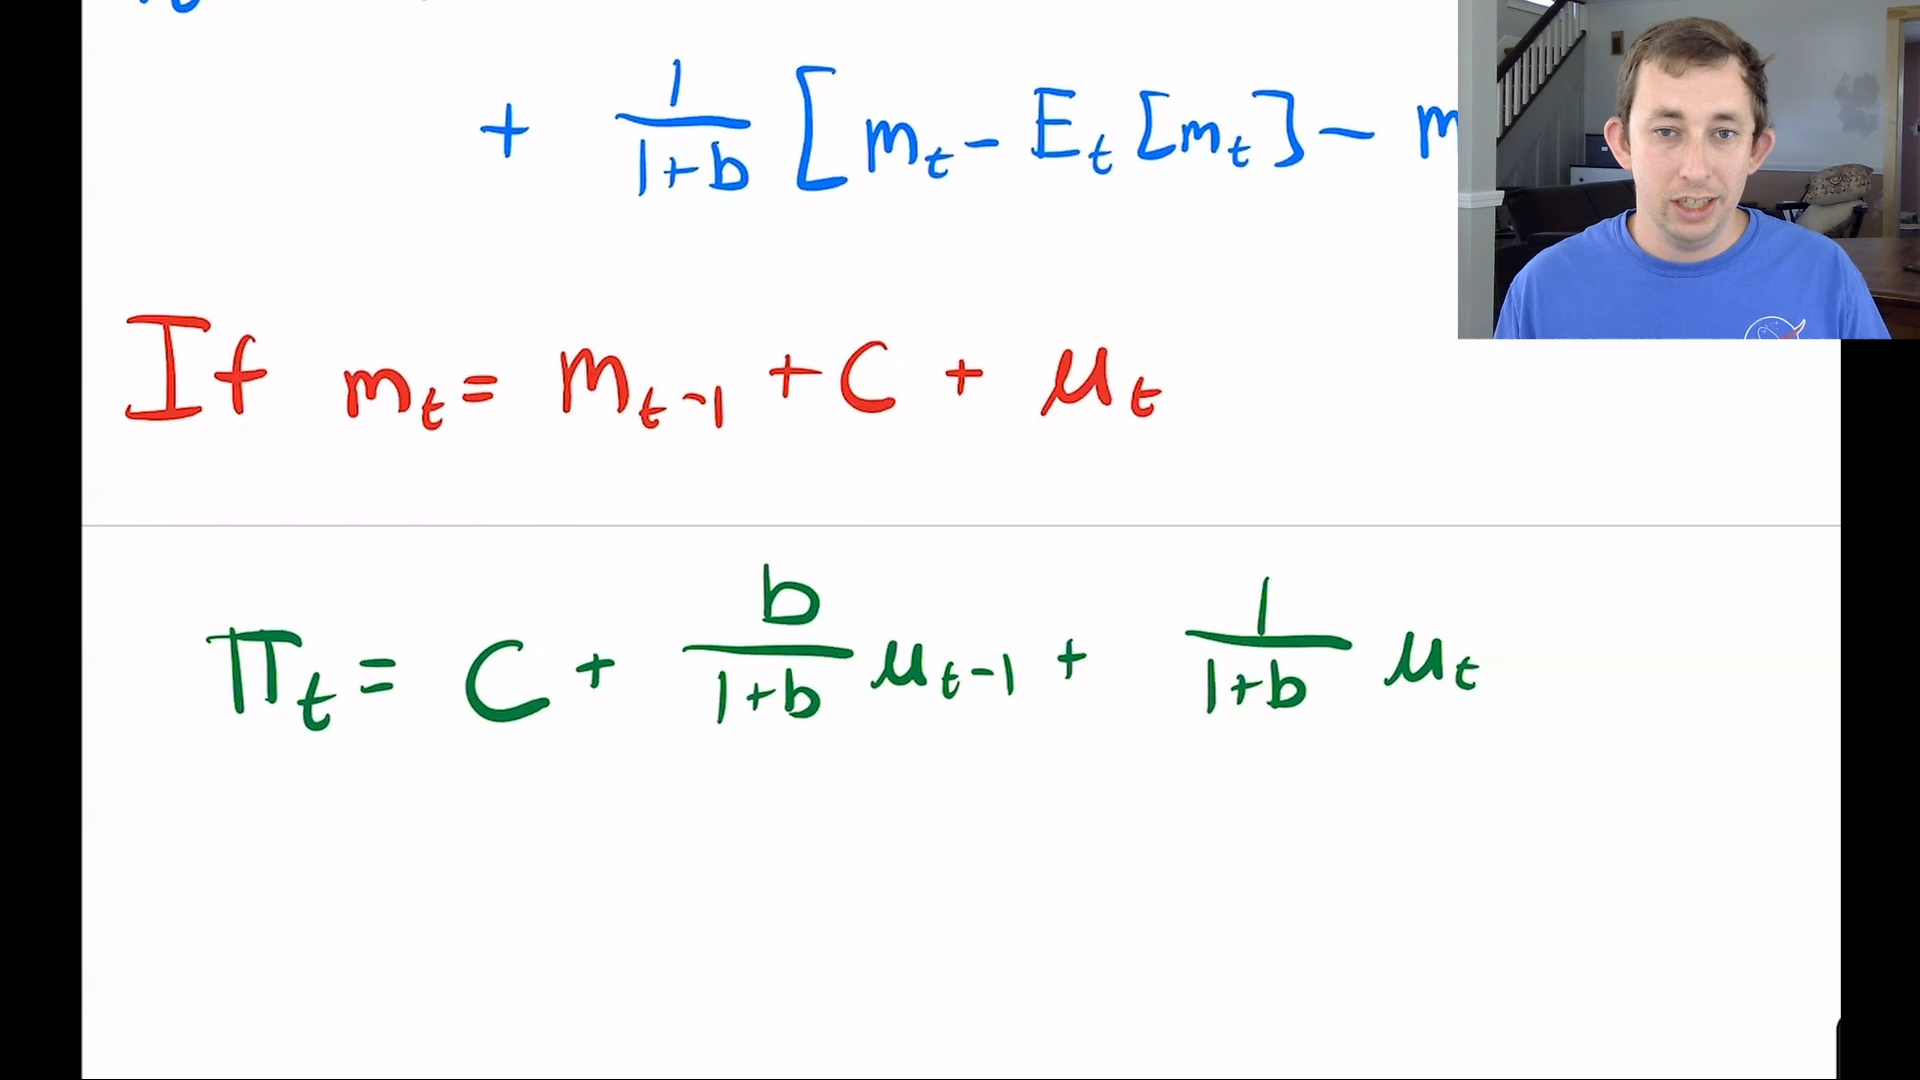 + 1/(1+b) [m_t - E_t[m_t] - m
If m_t = m_{t-1} + C + μ_t
π_t = C + b/(1+b) μ_{t-1} + 1/(1+b) μ_t